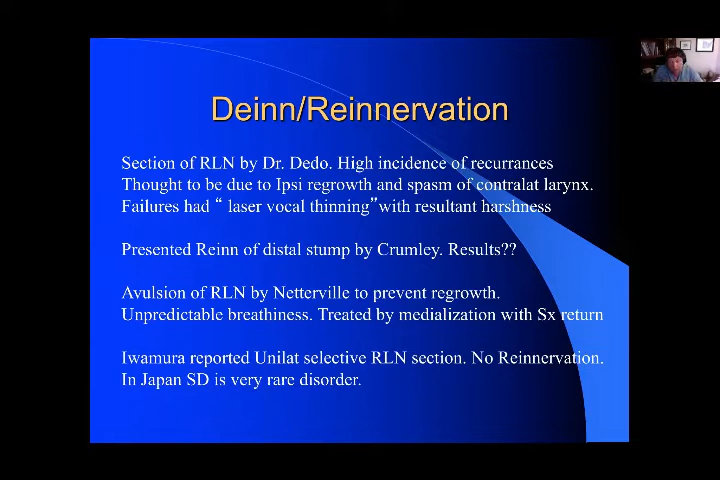 Deinn/Reinnervation
Section of RLN by Dr. Dedo. High incidence of recurrances
Thought to be due to Ipsi regrowth and spasm of contralat larynx.
Failures had “ laser vocal thinning”with resultant harshness
Presented Reinn of distal stump by Crumley. Results??
Avulsion of RLN by Netterville to prevent regrowth.
Unpredictable breathiness. Treated by medialization with Sx return
Iwamura reported Unilat selective RLN section. No Reinnervation.
In Japan SD is very rare disorder.